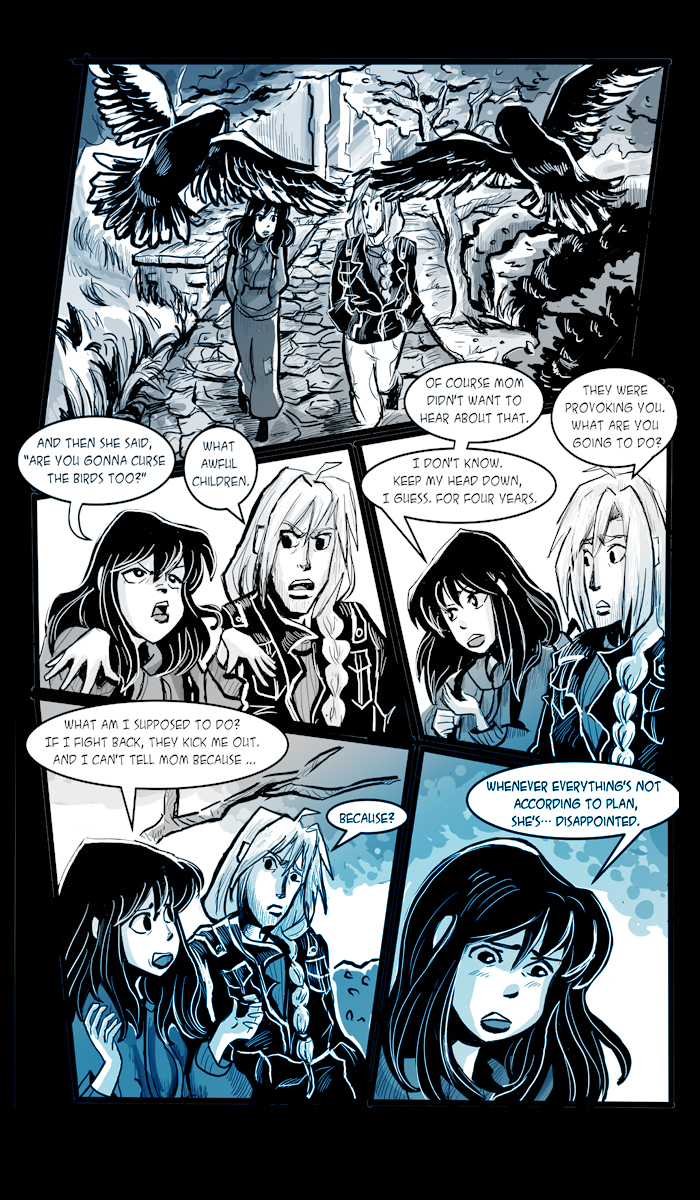 AND THEN SHE SAID,
"ARE YOU GONNA CURSE
THE BIRDS TOO?"
WHAT
AWFUL
CHILDREN.
OF COURSE MOM
DIDN'T WANT TO
HEAR ABOUT THAT.
THEY WERE
PROVOKING YOU.
WHAT ARE YOU
GOING TO DO?
I DON'T KNOW.
KEEP MY HEAD DOWN,
I GUESS. FOR FOUR YEARS.
WHAT AM I SUPPOSED TO DO?
IF I FIGHT BACK, THEY KICK ME OUT.
AND I CAN'T TELL MOM BECAUSE ...
BECAUSE?
WHENEVER EVERYTHING'S NOT
ACCORDING TO PLAN,
SHE'S... DISAPPOINTED.